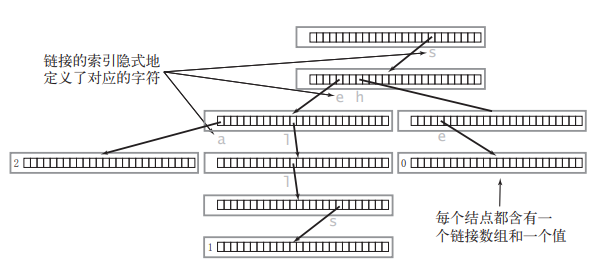 s
链接的索引隐式地
定义了对应的字符
e h
a l e
2 0
l
每个结点都含有一
个链接数组和一个值
s
1